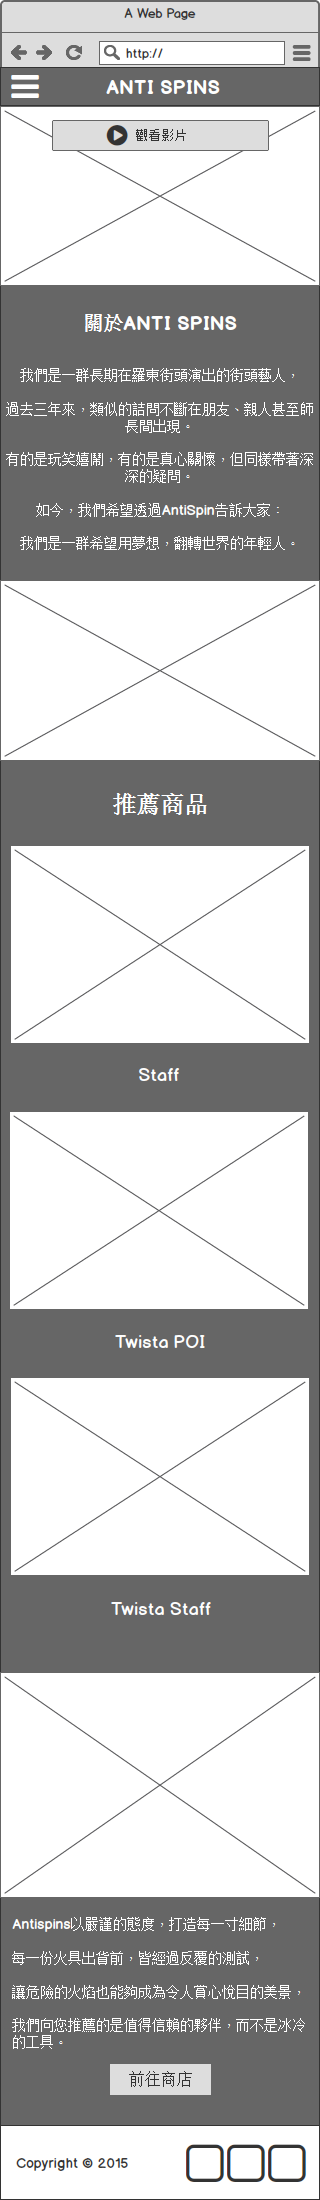 A Web Page
http://
ANTI SPINS
觀看影片
關於ANTI SPINS
我們是一群長期在羅東街頭演出的街頭藝人，
過去三年來，類似的詰問不斷在朋友、親人甚至師
長間出現。
有的是玩笑嬉鬧，有的是真心關懷，但同樣帶著深
深的疑問。
如今，我們希望透過AntiSpin告訴大家：
我們是一群希望用夢想，翻轉世界的年輕人。
推薦商品
Staff
Twista POI
Twista Staff
Antispins以嚴謹的態度，打造每一寸細節，
每一份火具出貨前，皆經過反覆的測試，
讓危險的火焰也能夠成為令人賞心悅目的美景，
我們向您推薦的是值得信賴的夥伴，而不是冰冷
的工具。
前往商店
Copyright © 2015